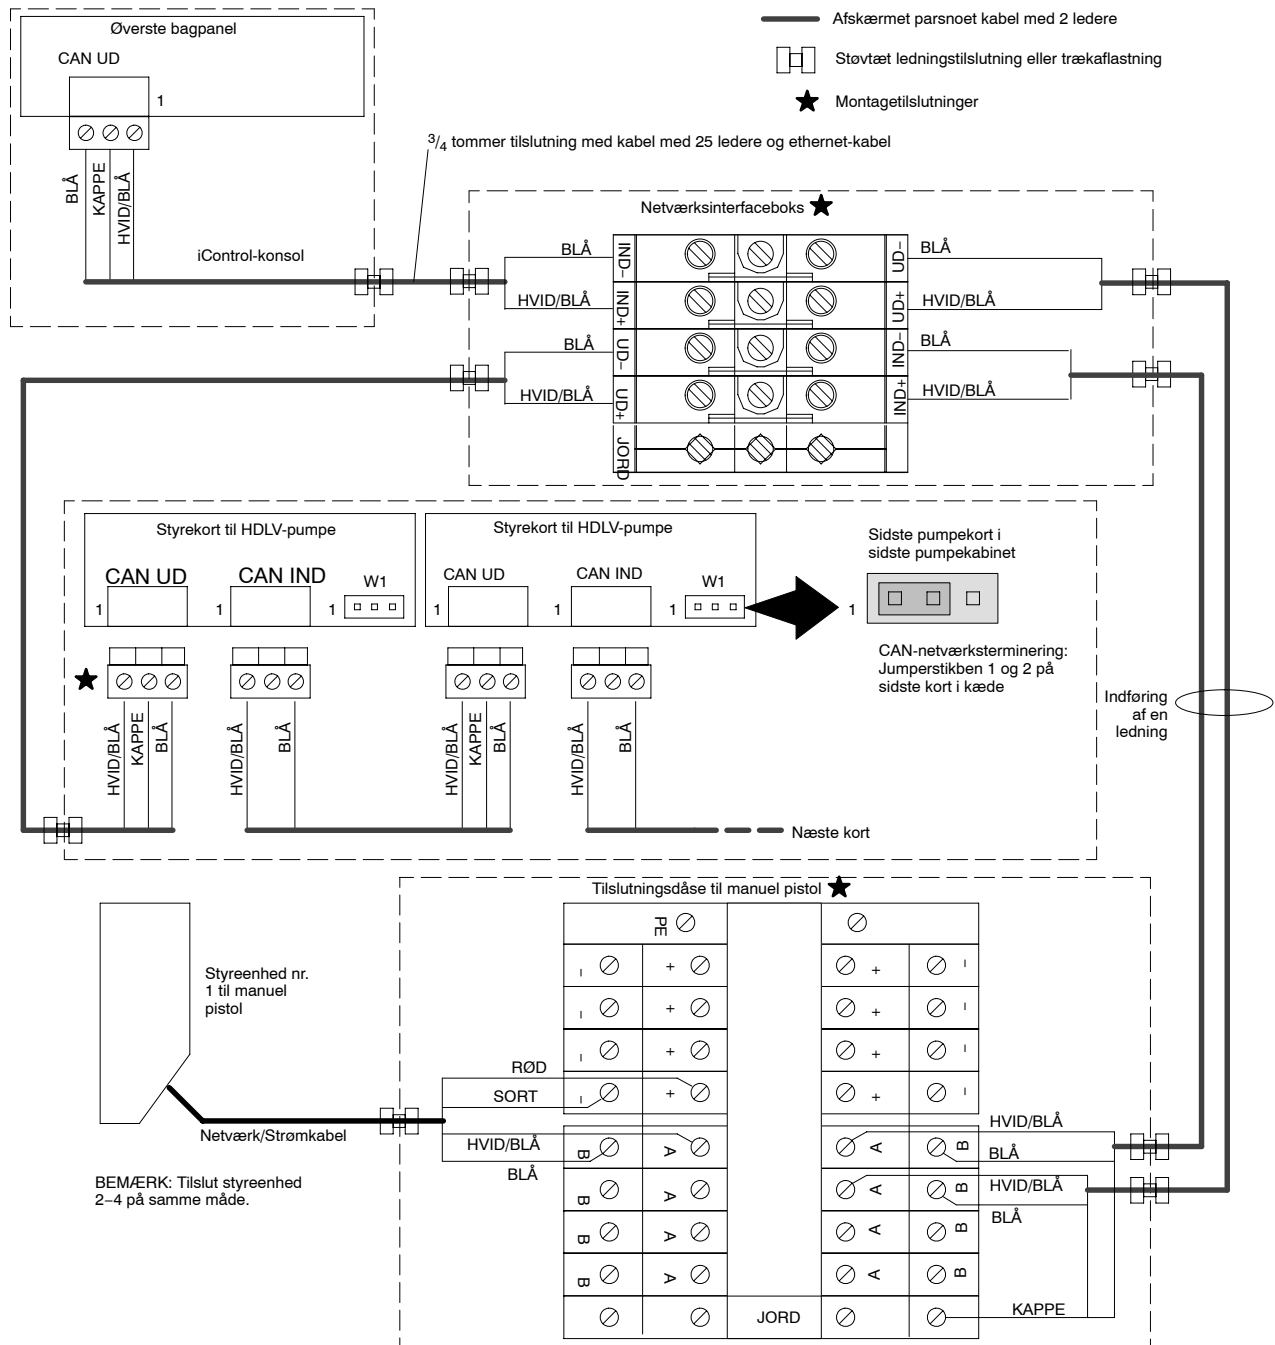 Øverste bagpanel
CAN UD
1
BLÅ
KAPPE
HVID/BLÅ
iControl-konsol
Afskærmet parsnoet kabel med 2 ledere
Støvtæt ledningstilslutning eller trækaflastning
Montagetilslutninger
3/4 tommer tilslutning med kabel med 25 ledere og ethernet-kabel
Netværksinterfaceboks
BLÅ
IND−
UD−
BLÅ
HVID/BLÅ
IND+
UD+
HVID/BLÅ
BLÅ
UD−
IND−
BLÅ
HVID/BLÅ
UD+
IND+
HVID/BLÅ
JORD
Styrekort til HDLV-pumpe
CAN UD
CAN IND
W1
1
1
1
Styrekort til HDLV-pumpe
CAN UD
CAN IND
W1
1
1
1
Sidste pumpekort i
sidste pumpekabinet
1
CAN-netværksterminering:
Jumperstikben 1 og 2 på
sidste kort i kæde
HVID/BLÅ
KAPPE
BLÅ
HVID/BLÅ
BLÅ
HVID/BLÅ
KAPPE
BLÅ
HVID/BLÅ
BLÅ
Næste kort
Indføring
af en
ledning
Tilslutningsdåse til manuel pistol
Styreenhed nr.
1 til manuel
pistol
Netværk/Strømkabel
BEMÆRK: Tilslut styreenhed
2−4 på samme måde.
PE
− + + −
− + + −
− + + −
− + + −
RØD
SORT
HVID/BLÅ
BLÅ
B A A B
B A A B
B A A B
B A A B
HVID/BLÅ
BLÅ
HVID/BLÅ
BLÅ
JORD
KAPPE